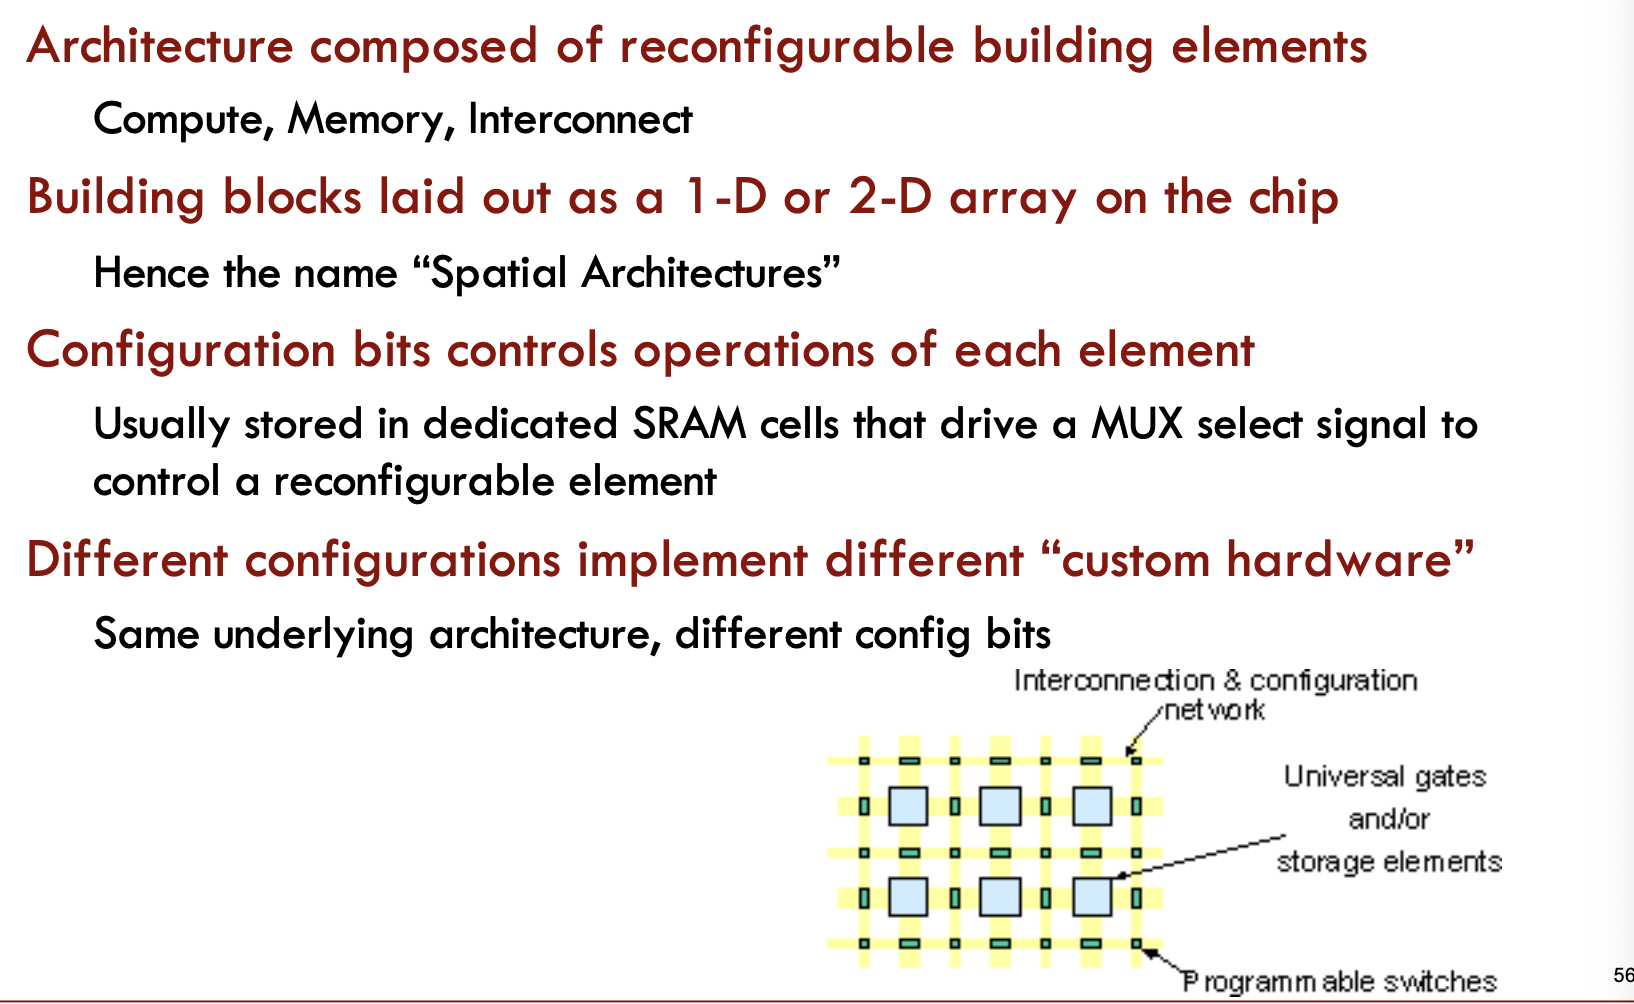 Architecture composed of reconfigurable building elements
Compute, Memory, Interconnect
Building blocks laid out as a 1-D or 2-D array on the chip
Hence the name “Spatial Architectures”
Configuration bits controls operations of each element
Usually stored in dedicated SRAM cells that drive a MUX select signal to
control a reconfigurable element
Different configurations implement different “custom hardware”
Same underlying architecture, different config bits
Interconnection & configuration
network
Universal gates
and/or
storage elements
Programmable switches
56